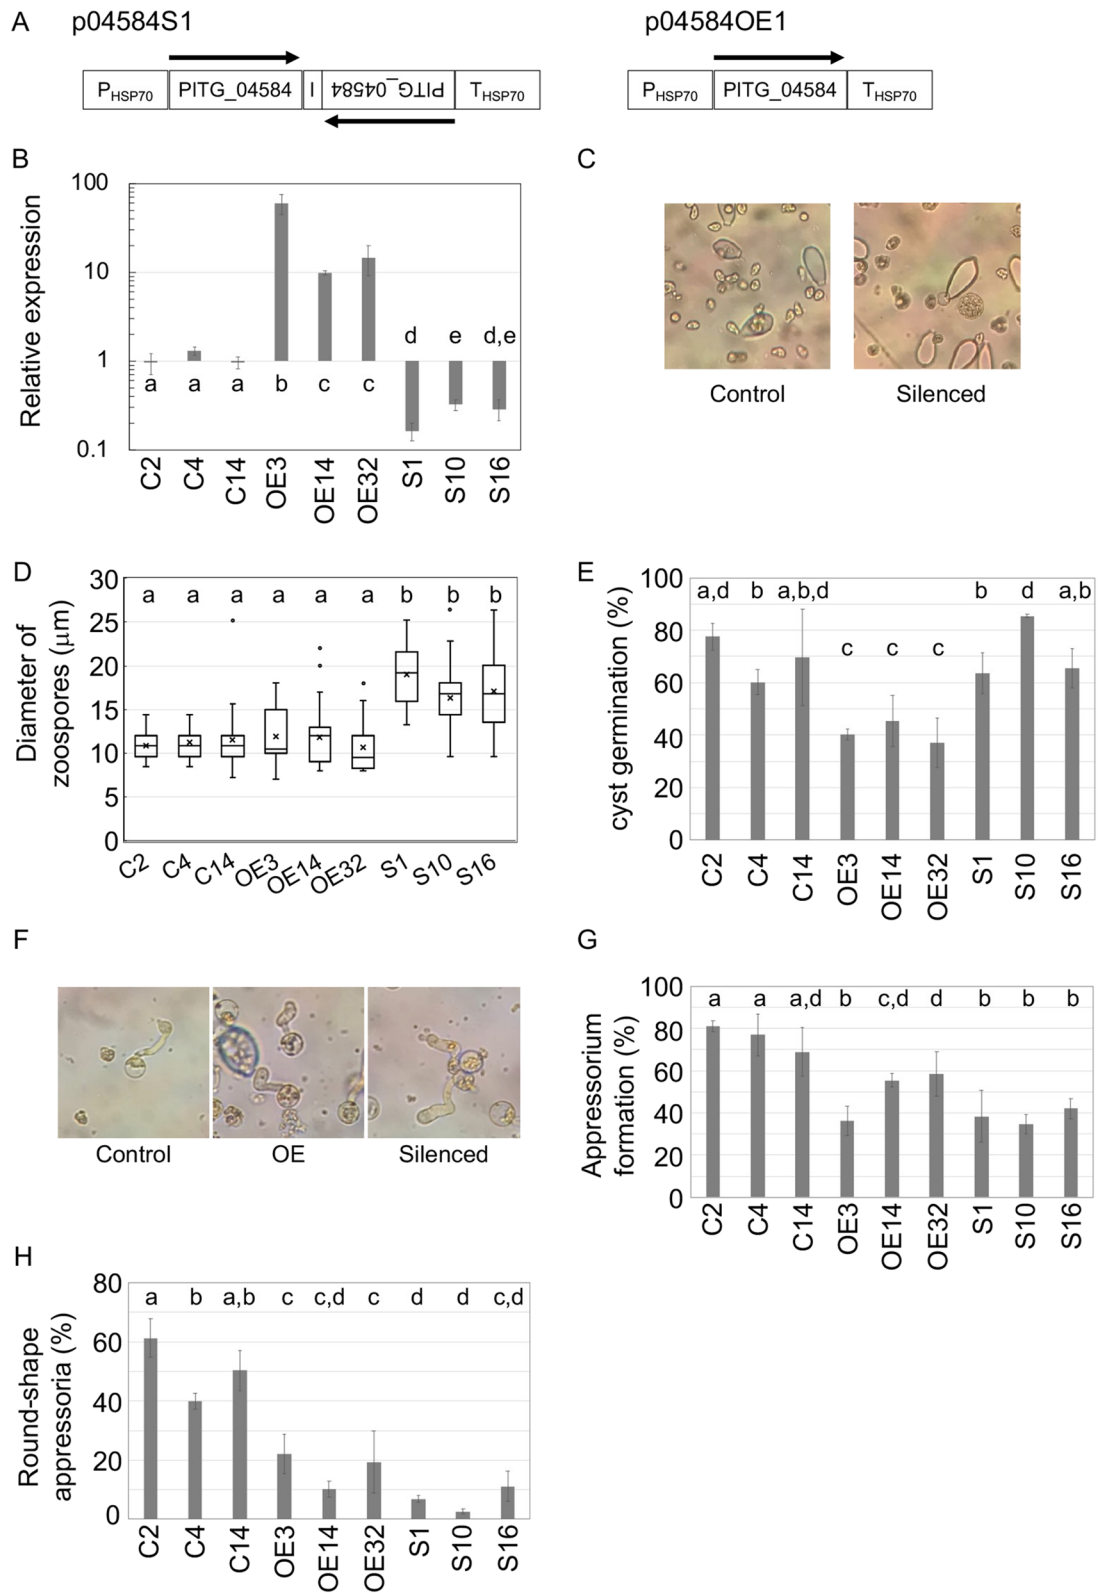 A
p04584S1
p04584OE1
PHSP70
PITG_04584
I
PITG_04584
THSP70
PHSP70
PITG_04584
THSP70
B
Relative expression
100
10
1
0.1
a a a b c c d e d,e
C2 C4 C14 OE3 OE14 OE32 S1 S10 S16
C
Control
Silenced
D
Diameter of
zoospores (μm)
30
25
20
15
10
5
0
a a a a a a b b b
C2 C4 C14 OE3 OE14 OE32 S1 S10 S16
E
cyst germination (%)
100
80
60
40
20
0
a,d b a,b,d c c c b d a,b
C2 C4 C14 OE3 OE14 OE32 S1 S10 S16
F
Control
OE
Silenced
G
Appressorium
formation (%)
100
80
60
40
20
0
a a a,d b c,d d b b b
C2 C4 C14 OE3 OE14 OE32 S1 S10 S16
H
Round-shape
appressoria (%)
80
60
40
20
0
a b a,b c c,d c d d c,d
C2 C4 C14 OE3 OE14 OE32 S1 S10 S16